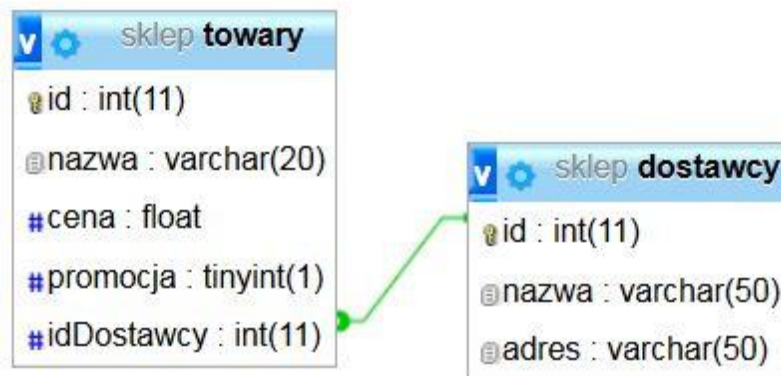 v sklep towary
id : int(11)
nazwa : varchar(20)
#cena : float
#promocja : tinyint(1)
#idDostawcy : int(11)
v sklep dostawcy
id : int(11)
nazwa : varchar(50)
adres : varchar(50)